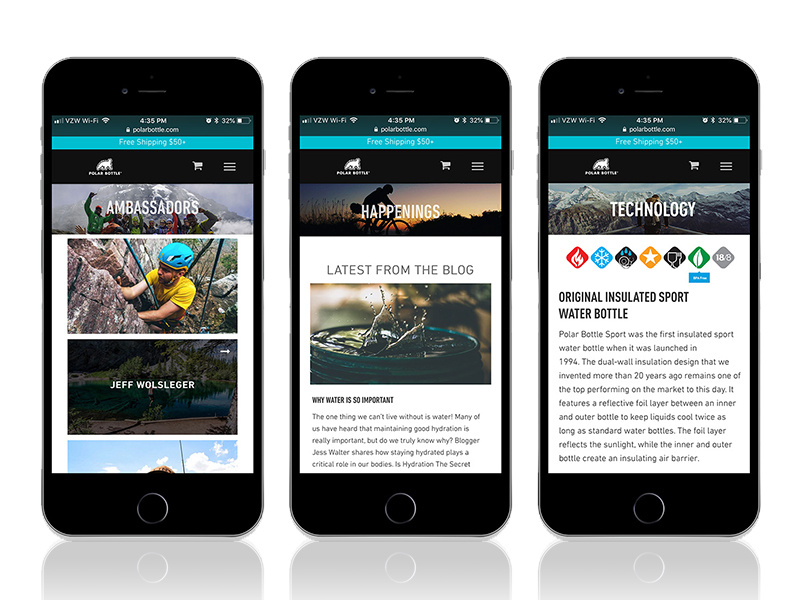 VZW Wi-Fi 4:35 PM 32%
polarbottle.com
Free Shipping $50+
POLAR BOTTLE
AMBASSADORS
JEFF WOLSLEGER
VZW Wi-Fi 4:35 PM 32%
polarbottle.com
Free Shipping $50+
POLAR BOTTLE
HAPPENINGS
LATEST FROM THE BLOG
WHY WATER IS SO IMPORTANT
The one thing we can't live without is water! Many of
us have heard that maintaining good hydration is
really important, but do we truly know why? Blogger
Jess Walter shares how staying hydrated plays a
critical role in our bodies. Is Hydration The Secret
VZW Wi-Fi 4:35 PM 32%
polarbottle.com
Free Shipping $50+
POLAR BOTTLE
TECHNOLOGY
18/8
BPA Free
ORIGINAL INSULATED SPORT
WATER BOTTLE
Polar Bottle Sport was the first insulated sport
water bottle when it was launched in
1994. The dual-wall insulation design that we
invented more than 20 years ago remains one of
the top performing on the market to this day. It
features a reflective foil layer between an inner
and outer bottle to keep liquids cool twice as
long as standard water bottles. The foil layer
reflects the sunlight, while the inner and outer
bottle create an insulating air barrier.